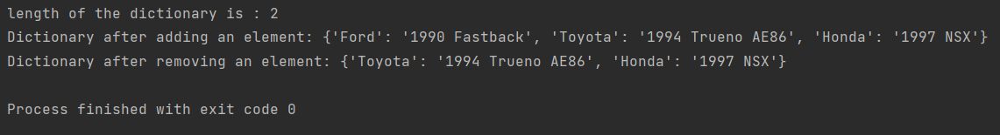 length of the dictionary is : 2
Dictionary after adding an element: {'Ford': '1990 Fastback', 'Toyota': '1994 Trueno AE86', 'Honda': '1997 NSX'}
Dictionary after removing an element: {'Toyota': '1994 Trueno AE86', 'Honda': '1997 NSX'}
Process finished with exit code 0